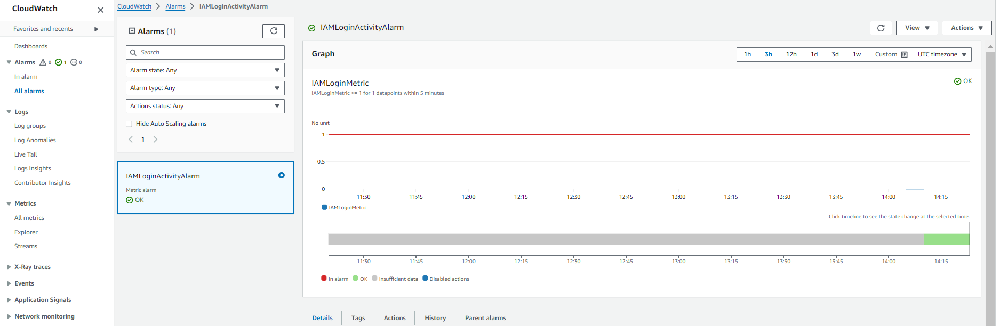 CloudWatch
Favorites and recents
Dashboards
Alarms 0 1 0
In alarm
All alarms
Logs
Log groups
Log Anomalies
Live Tail
Logs Insights
Contributor Insights
Metrics
All metrics
Explorer
Streams
X-Ray traces
Events
Application Signals
Network monitoring
CloudWatch > Alarms > IAMLoginActivityAlarm
Alarms (1)
Search
Alarm state: Any
Alarm type: Any
Actions status: Any
Hide Auto Scaling alarms
1
IAMLoginActivityAlarm
Metric alarm
OK
IAMLoginActivityAlarm
View
Actions
Graph
1h 3h 12h 1d 3d 1w Custom UTC timezone
IAMLoginMetric
OK
IAMLoginMetric >= 1 for 1 datapoints within 5 minutes
No unit
1
0.5
0
11:30 11:45 12:00 12:15 12:30 12:45 13:00 13:15 13:30 13:45 14:00 14:15
IAMLoginMetric
Click timeline to see the state change at the selected time.
11:30 11:45 12:00 12:15 12:30 12:45 13:00 13:15 13:30 13:45 14:00 14:15
In alarm OK Insufficient data Disabled actions
Details Tags Actions History Parent alarms